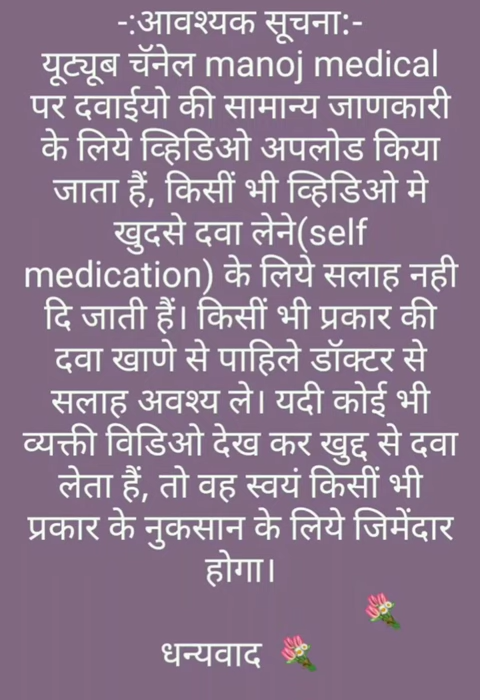 -:आवश्यक सूचना:-
यूट्यूब चॅनेल manoj medical
पर दवाईयो की सामान्य जाणकारी
के लिये व्हिडिओ अपलोड किया
जाता हैं, किसीं भी व्हिडिओ मे
खुदसे दवा लेने(self
medication) के लिये सलाह नही
दि जाती हैं। किसीं भी प्रकार की
दवा खाणे से पाहिले डॉक्टर से
सलाह अवश्य ले। यदी कोई भी
व्यक्ती विडिओ देख कर खुद्द से दवा
लेता हैं, तो वह स्वयं किसीं भी
प्रकार के नुकसान के लिये जिमेंदार
होगा।
💐
धन्यवाद 💐